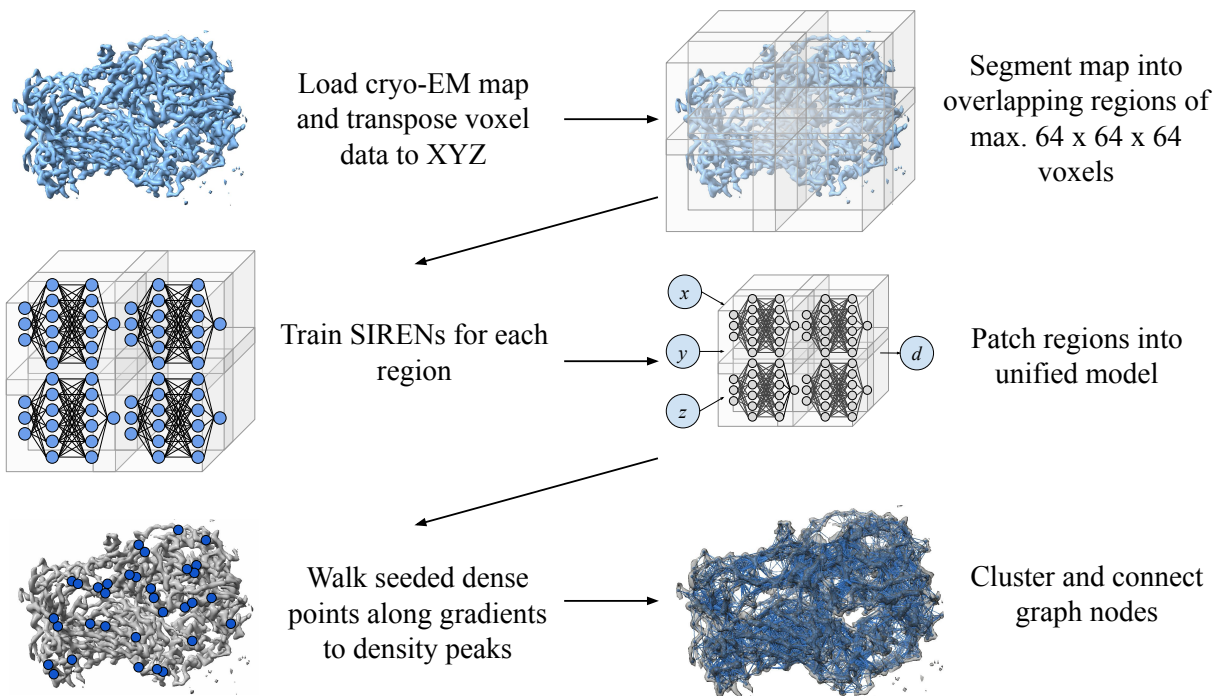 Load cryo-EM map
and transpose voxel
data to XYZ
Segment map into
overlapping regions of
max. 64 x 64 x 64
voxels
Train SIRENs for each
region
x
y
z
d
Patch regions into
unified model
Walk seeded dense
points along gradients
to density peaks
Cluster and connect
graph nodes